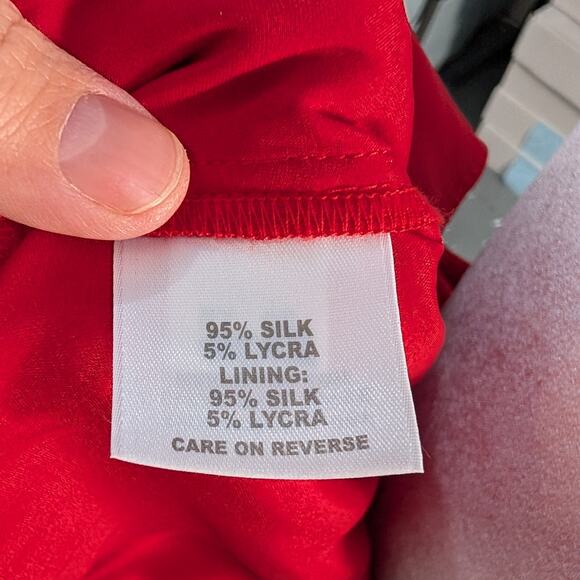 95% SILK
5% LYCRA
LINING:
95% SILK
5% LYCRA
CARE ON REVERSE